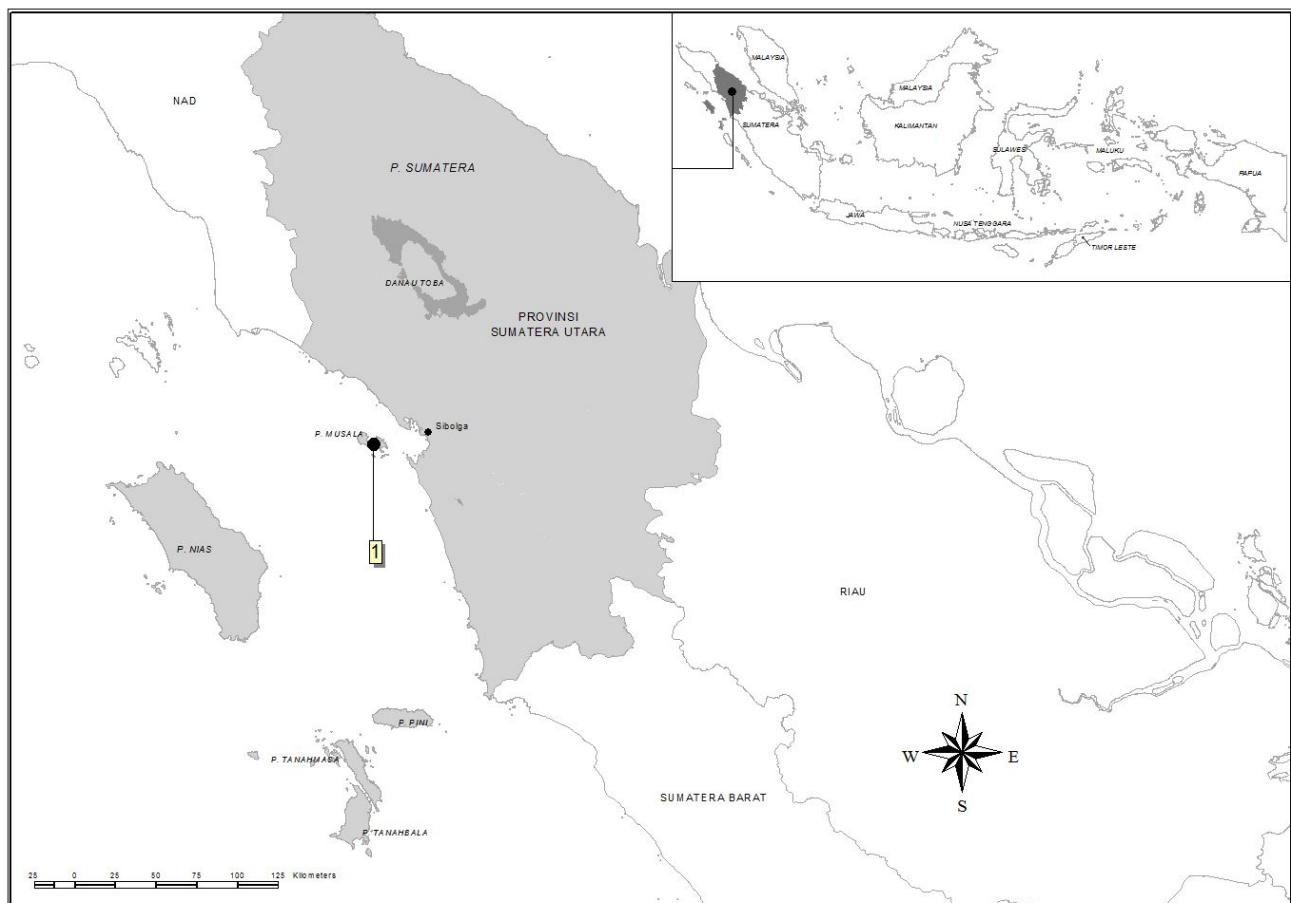 NAD
P. SUMATERA
DANAU TOBA
PROVINSI
SUMATERA UTARA
P. MUSALA
Sibolga
1
P. NIAS
RIAU
P. PINI
P. TANAHMASA
P. TANAHBALA
SUMATERA BARAT
N
W
E
S
25 0 25 50 75 100 125 Kilometers
MALAYSIA
MALAYSIA
KALIMANTAN
SUMATERA
SULAWESI
MALUKU
PAPUA
JAWA
NUSA TENGGARA
TIMOR LESTE